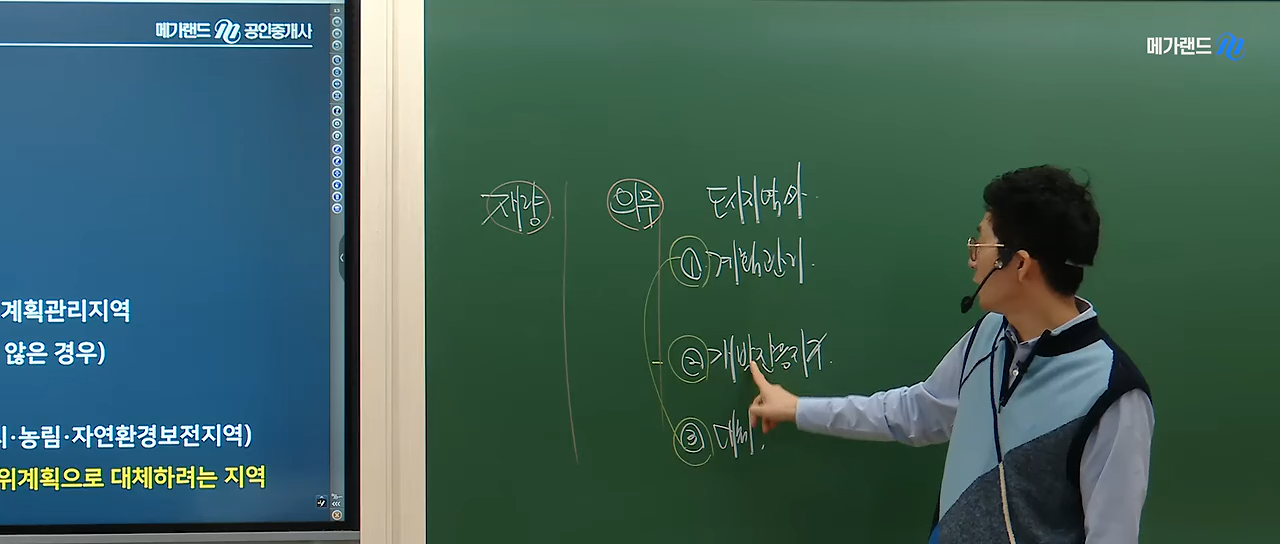 메가랜드 공인중개사
계획관리지역
않은 경우)
·농림·자연환경보전지역)
위계획으로 대체하려는 지역
재량
의무
도시지역 외
① 계획관리
② 개발진흥지구
③ 대체
메가랜드